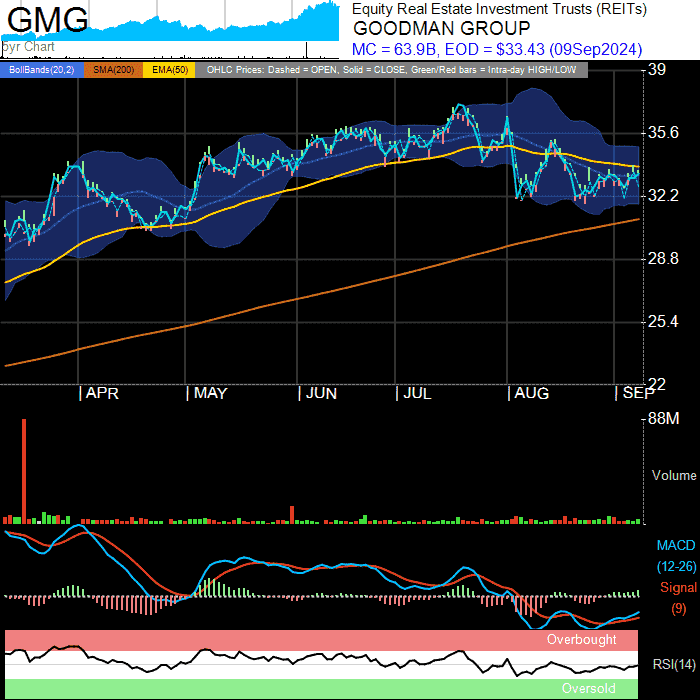 GMG
Equity Real Estate Investment Trusts (REITs)
GOODMAN GROUP
MC = 63.9B, EOD = $33.43 (09Sep2024)
5yr Chart
BollBands(20,2) SMA(200) EMA(50) OHLC Prices: Dashed = OPEN, Solid = CLOSE, Green/Red bars = Intra-day HIGH/LOW
39
35.6
32.2
28.8
25.4
22
APR MAY JUN JUL AUG SEP
88M
Volume
MACD
(12-26)
Signal
(9)
Overbought
RSI(14)
Oversold